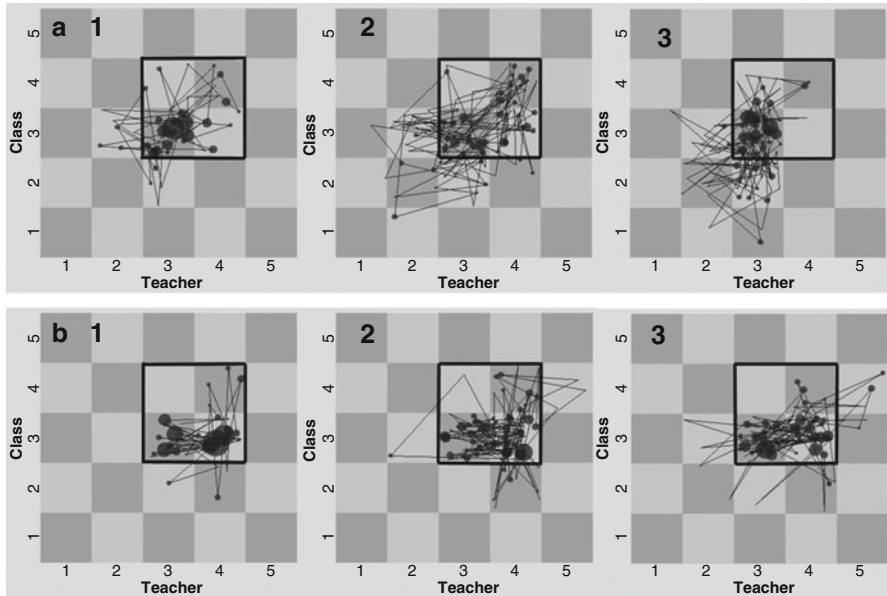 a 1 2 3
5 5 5
4 4 4
3 3 3
2 2 2
1 1 1
Class Class Class
1 2 3 4 5 1 2 3 4 5 1 2 3 4 5
Teacher Teacher Teacher
b 1 2 3
5 5 5
4 4 4
3 3 3
2 2 2
1 1 1
Class Class Class
1 2 3 4 5 1 2 3 4 5 1 2 3 4 5
Teacher Teacher Teacher